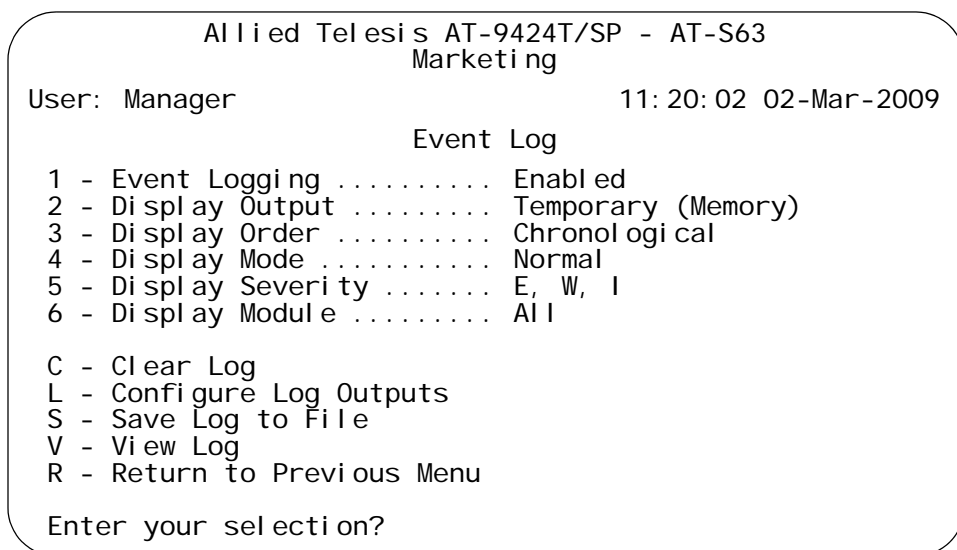 Allied Telesis AT-9424T/SP - AT-S63
Marketing
User: Manager 11:20:02 02-Mar-2009
Event Log
1 - Event Logging .......... Enabled
2 - Display Output ......... Temporary (Memory)
3 - Display Order .......... Chronological
4 - Display Mode ........... Normal
5 - Display Severity ....... E, W, I
6 - Display Module ......... All
C - Clear Log
L - Configure Log Outputs
S - Save Log to File
V - View Log
R - Return to Previous Menu
Enter your selection?